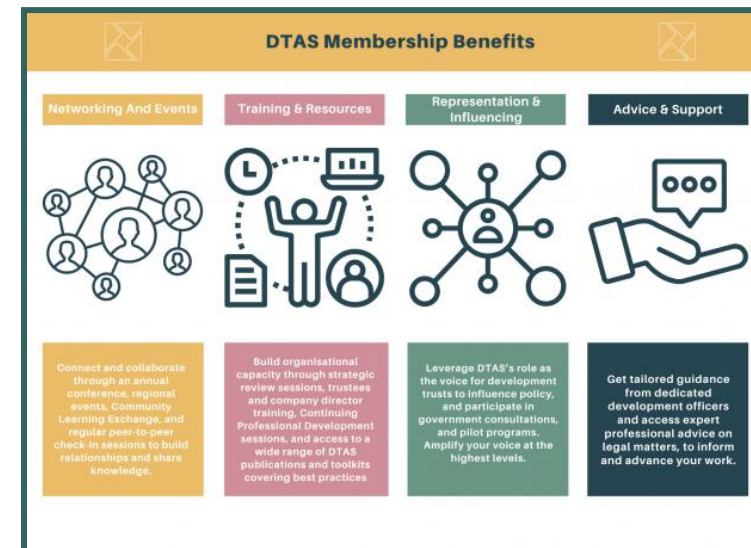 DTAS Membership Benefits
Networking And Events
Training & Resources
Representation &
Influencing
Advice & Support
Connect and collaborate
through an annual
conference, regional
events, Community
Learning Exchange, and
regular peer-to-peer
check-in sessions to build
relationships and share
knowledge.
Build organisational
capacity through strategic
review sessions, trustees
and company director
training, Continuing
Professional Development
sessions, and access to a
wide range of DTAS
publications and toolkits
covering best practices
Leverage DTAS's role as
the voice for development
trusts to influence policy,
and participate in
government consultations,
and pilot programs.
Amplify your voice at the
highest levels.
Get tailored guidance
from dedicated
development officers
and access expert
professional advice on
legal matters, to inform
and advance your work.